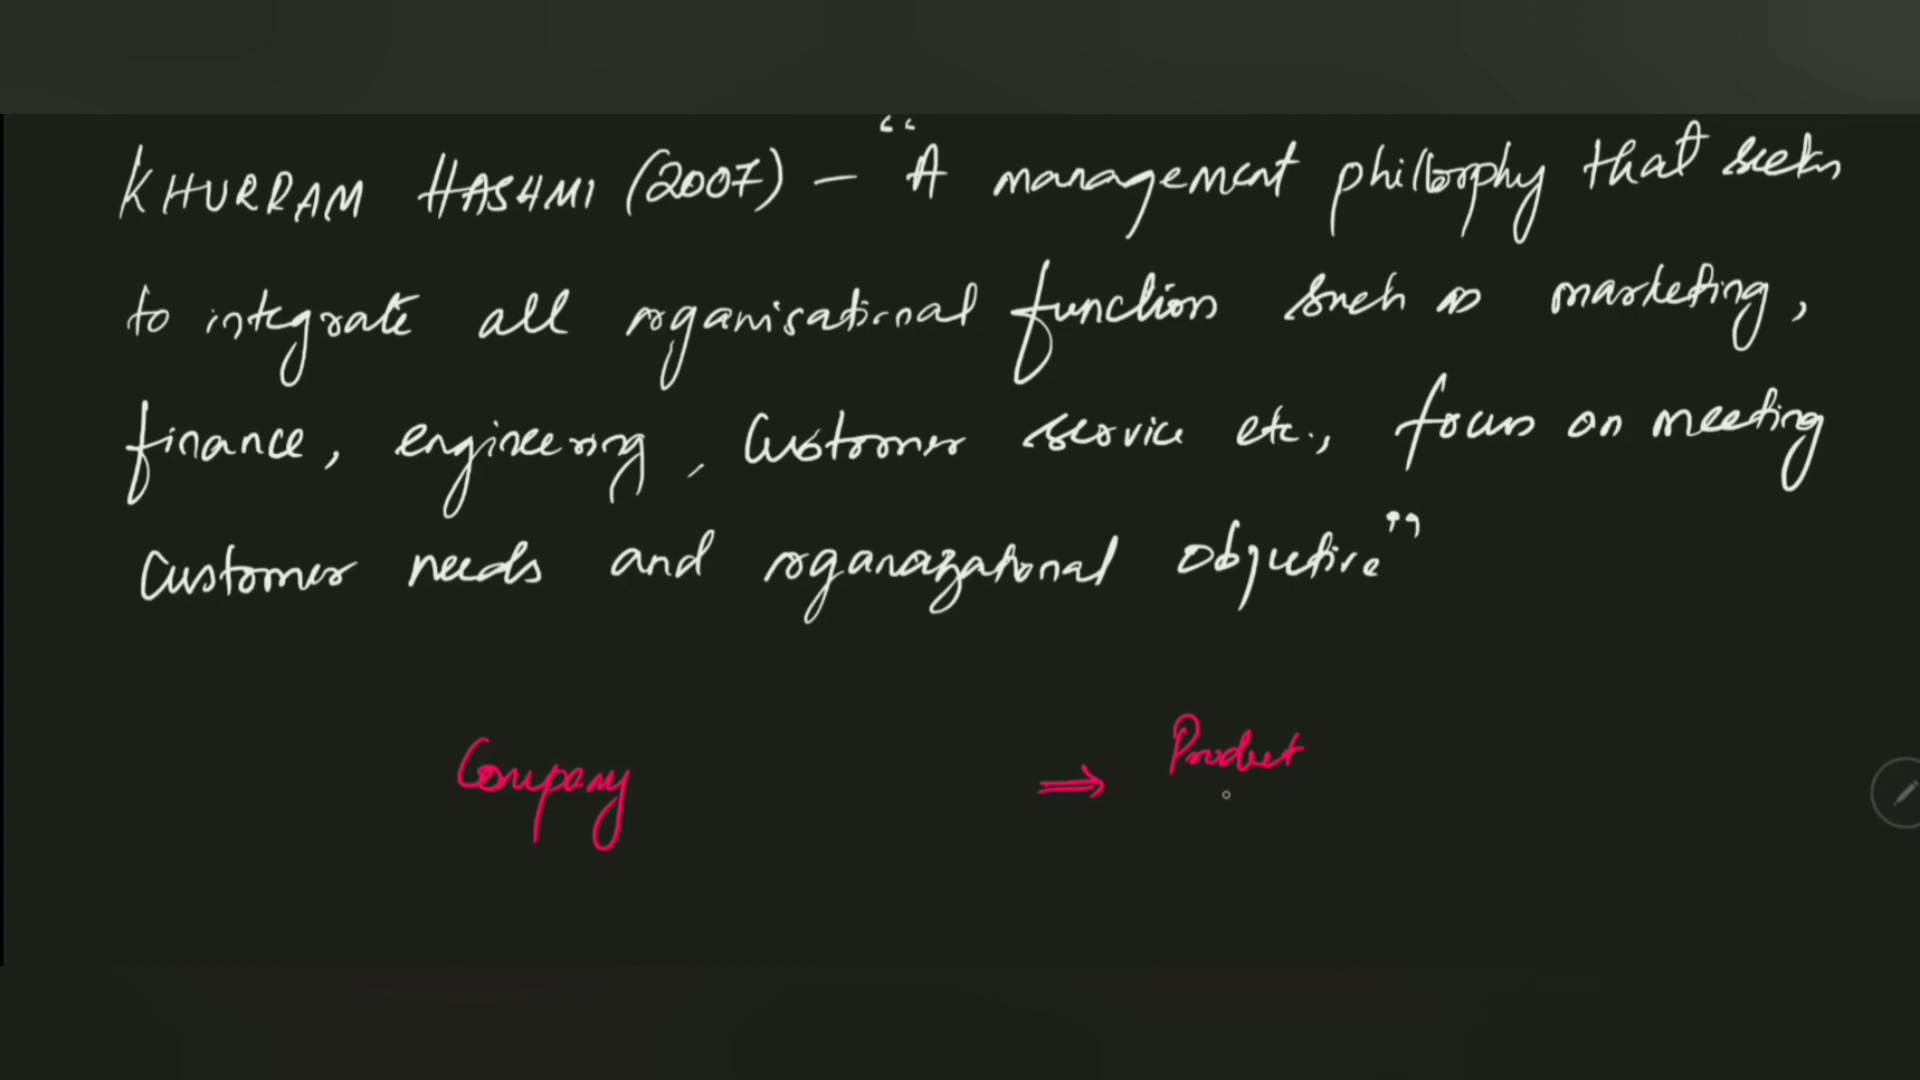 KHURRAM HASHMI (2007) – "A management philosophy that seeks
to integrate all organisational functions such as marketing,
finance, engineering, Customer service etc., focus on meeting
Customer needs and organazational objective"
Company ⇒ Product